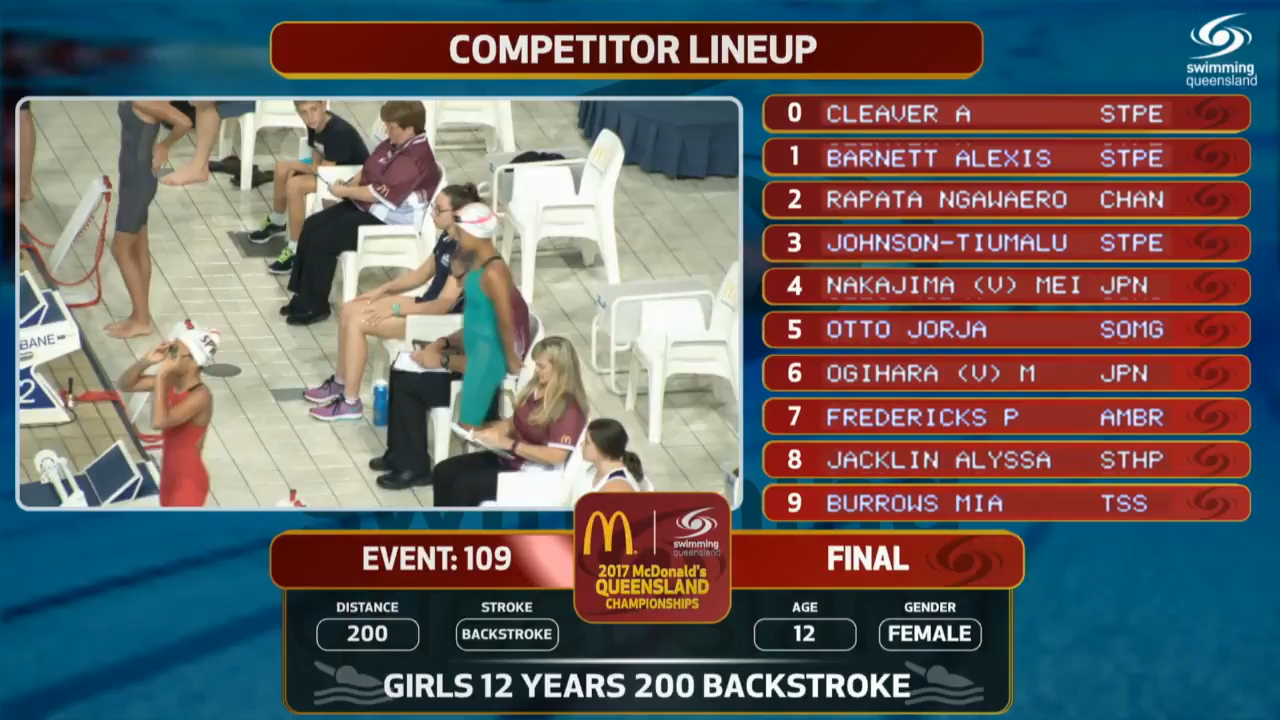 COMPETITOR LINEUP
swimming
queensland
0 CLEAVER A STPE
1 BARNETT ALEXIS STPE
2 RAPATA NGAWAERO CHAN
3 JOHNSON-TIUMALU STPE
4 NAKAJIMA (V) MEI JPN
5 OTTO JORJA SOMG
6 OGIHARA (V) M JPN
7 FREDERICKS P AMBR
8 JACKLIN ALYSSA STHP
9 BURROWS MIA TSS
BANE
2
EVENT: 109
swimming
queensland
2017 McDonald's
QUEENSLAND
CHAMPIONSHIPS
FINAL
DISTANCE STROKE AGE GENDER
200 BACKSTROKE 12 FEMALE
GIRLS 12 YEARS 200 BACKSTROKE